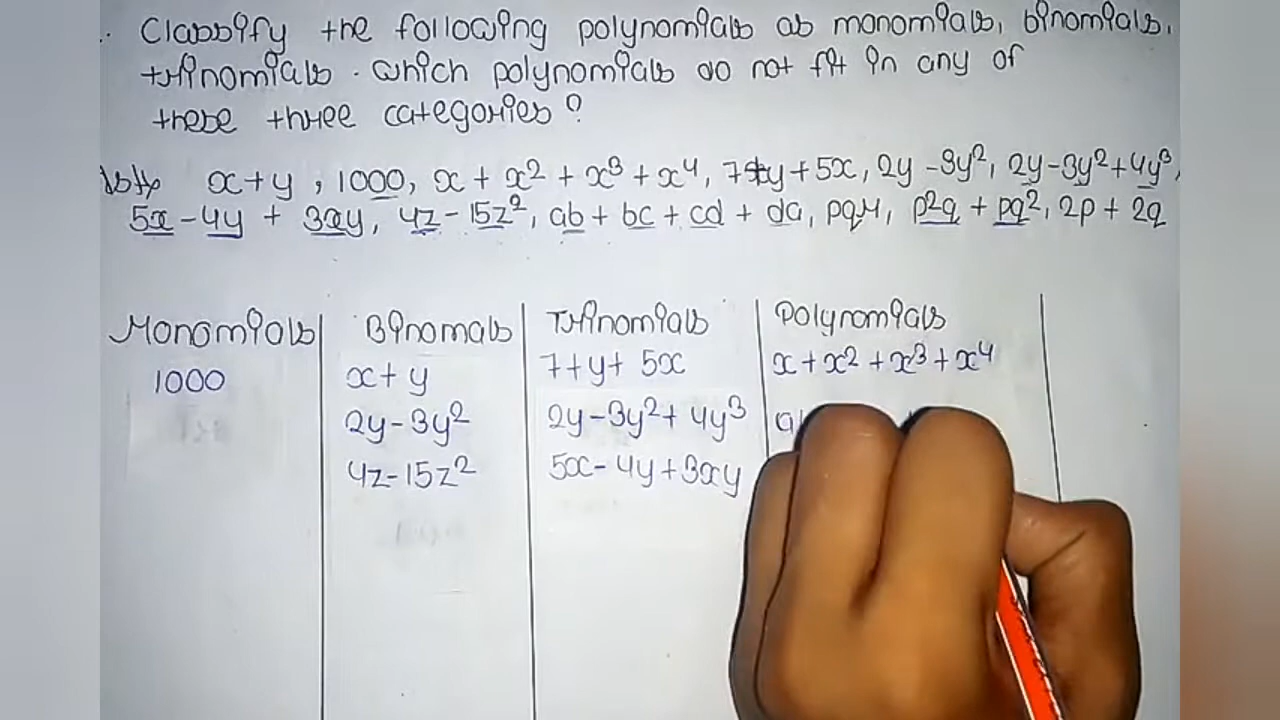 Classify the following polynomials as monomials, binomials,
trinomials. which polynomials do not fit in any of
these three categories?
x+y, 1000, x + x² + x³ + x⁴, 7+y+5x, 2y-3y², 2y-3y²+4y³,
5x-4y + 3xy, 4z-15z², ab + bc + cd + da, pqr, p²q + pq², 2p + 2q
Monomials Binomals Trinomials Polynomials
1000 x+y 7+y+5x x+x²+x³+x⁴
2y-3y² 2y-3y²+4y³
4z-15z² 5x-4y+3xy